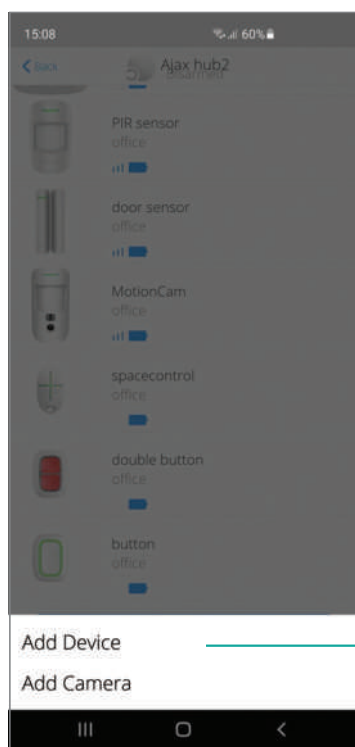 15:08 60%
Back Ajax hub2
Disarmed
PIR sensor
office
door sensor
office
MotionCam
office
spacecontrol
office
double button
office
button
office
Add Device
Add Camera